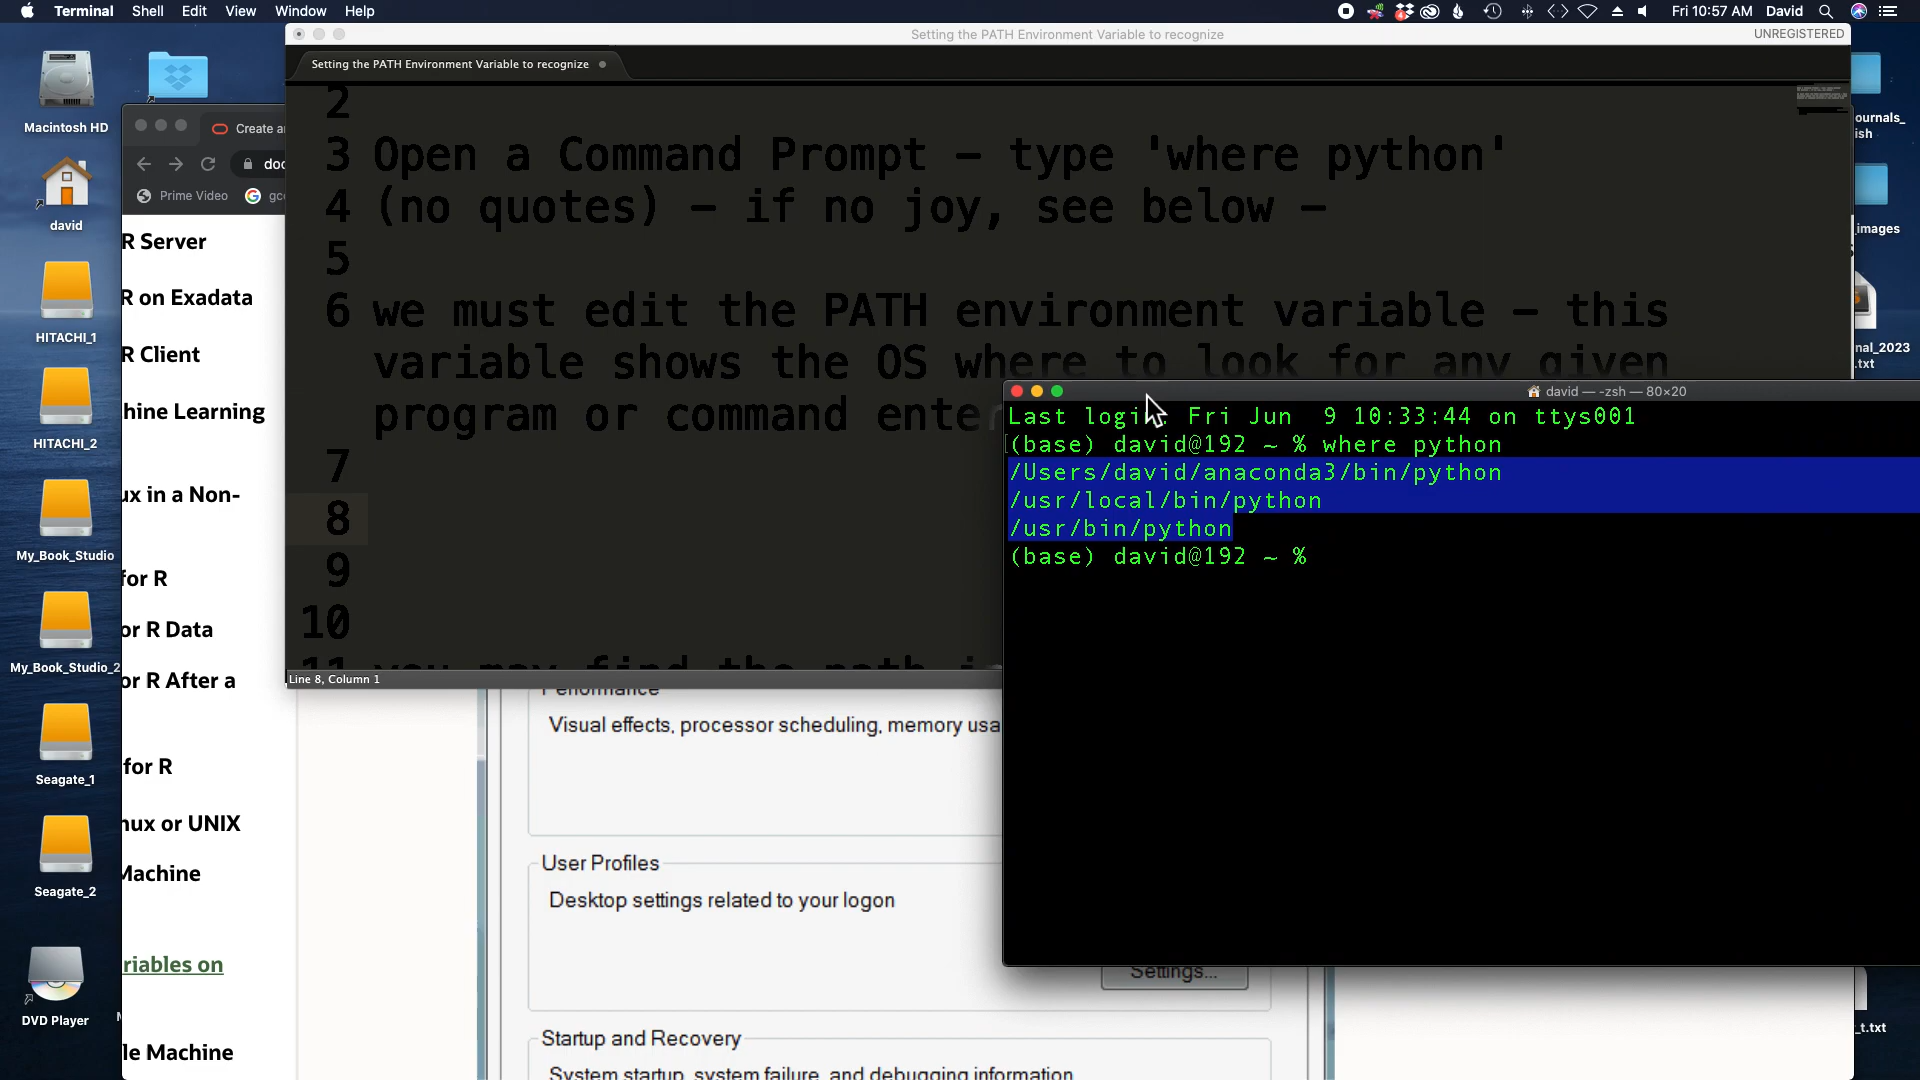 Terminal Shell Edit View Window Help
Fri 10:57 AM David
Setting the PATH Environment Variable to recognize
UNREGISTERED
Setting the PATH Environment Variable to recognize
2
3 Open a Command Prompt – type 'where python'
4 (no quotes) – if no joy, see below –
5
6 we must edit the PATH environment variable – this
variable shows the OS where to look for any given
program or command enter
7
8
9
10
11 you may find the path i
Line 8, Column 1
david — -zsh — 80×20
Last login: Fri Jun 9 10:33:44 on ttys001
(base) david@192 ~ % where python
/Users/david/anaconda3/bin/python
/usr/local/bin/python
/usr/bin/python
(base) david@192 ~ %
Macintosh HD
david
HITACHI_1
HITACHI_2
My_Book_Studio
My_Book_Studio_2
Seagate_1
Seagate_2
DVD Player
Create a
doc
Prime Video
R Server
R on Exadata
R Client
hine Learning
ux in a Non-
for R
or R Data
or R After a
for R
nux or UNIX
Machine
riables on
le Machine
Performance
Visual effects, processor scheduling, memory usa
User Profiles
Desktop settings related to your logon
Settings...
Startup and Recovery
System startup, system failure, and debugging information
ournals_
ish
images
nal_2023
.txt
_t.txt